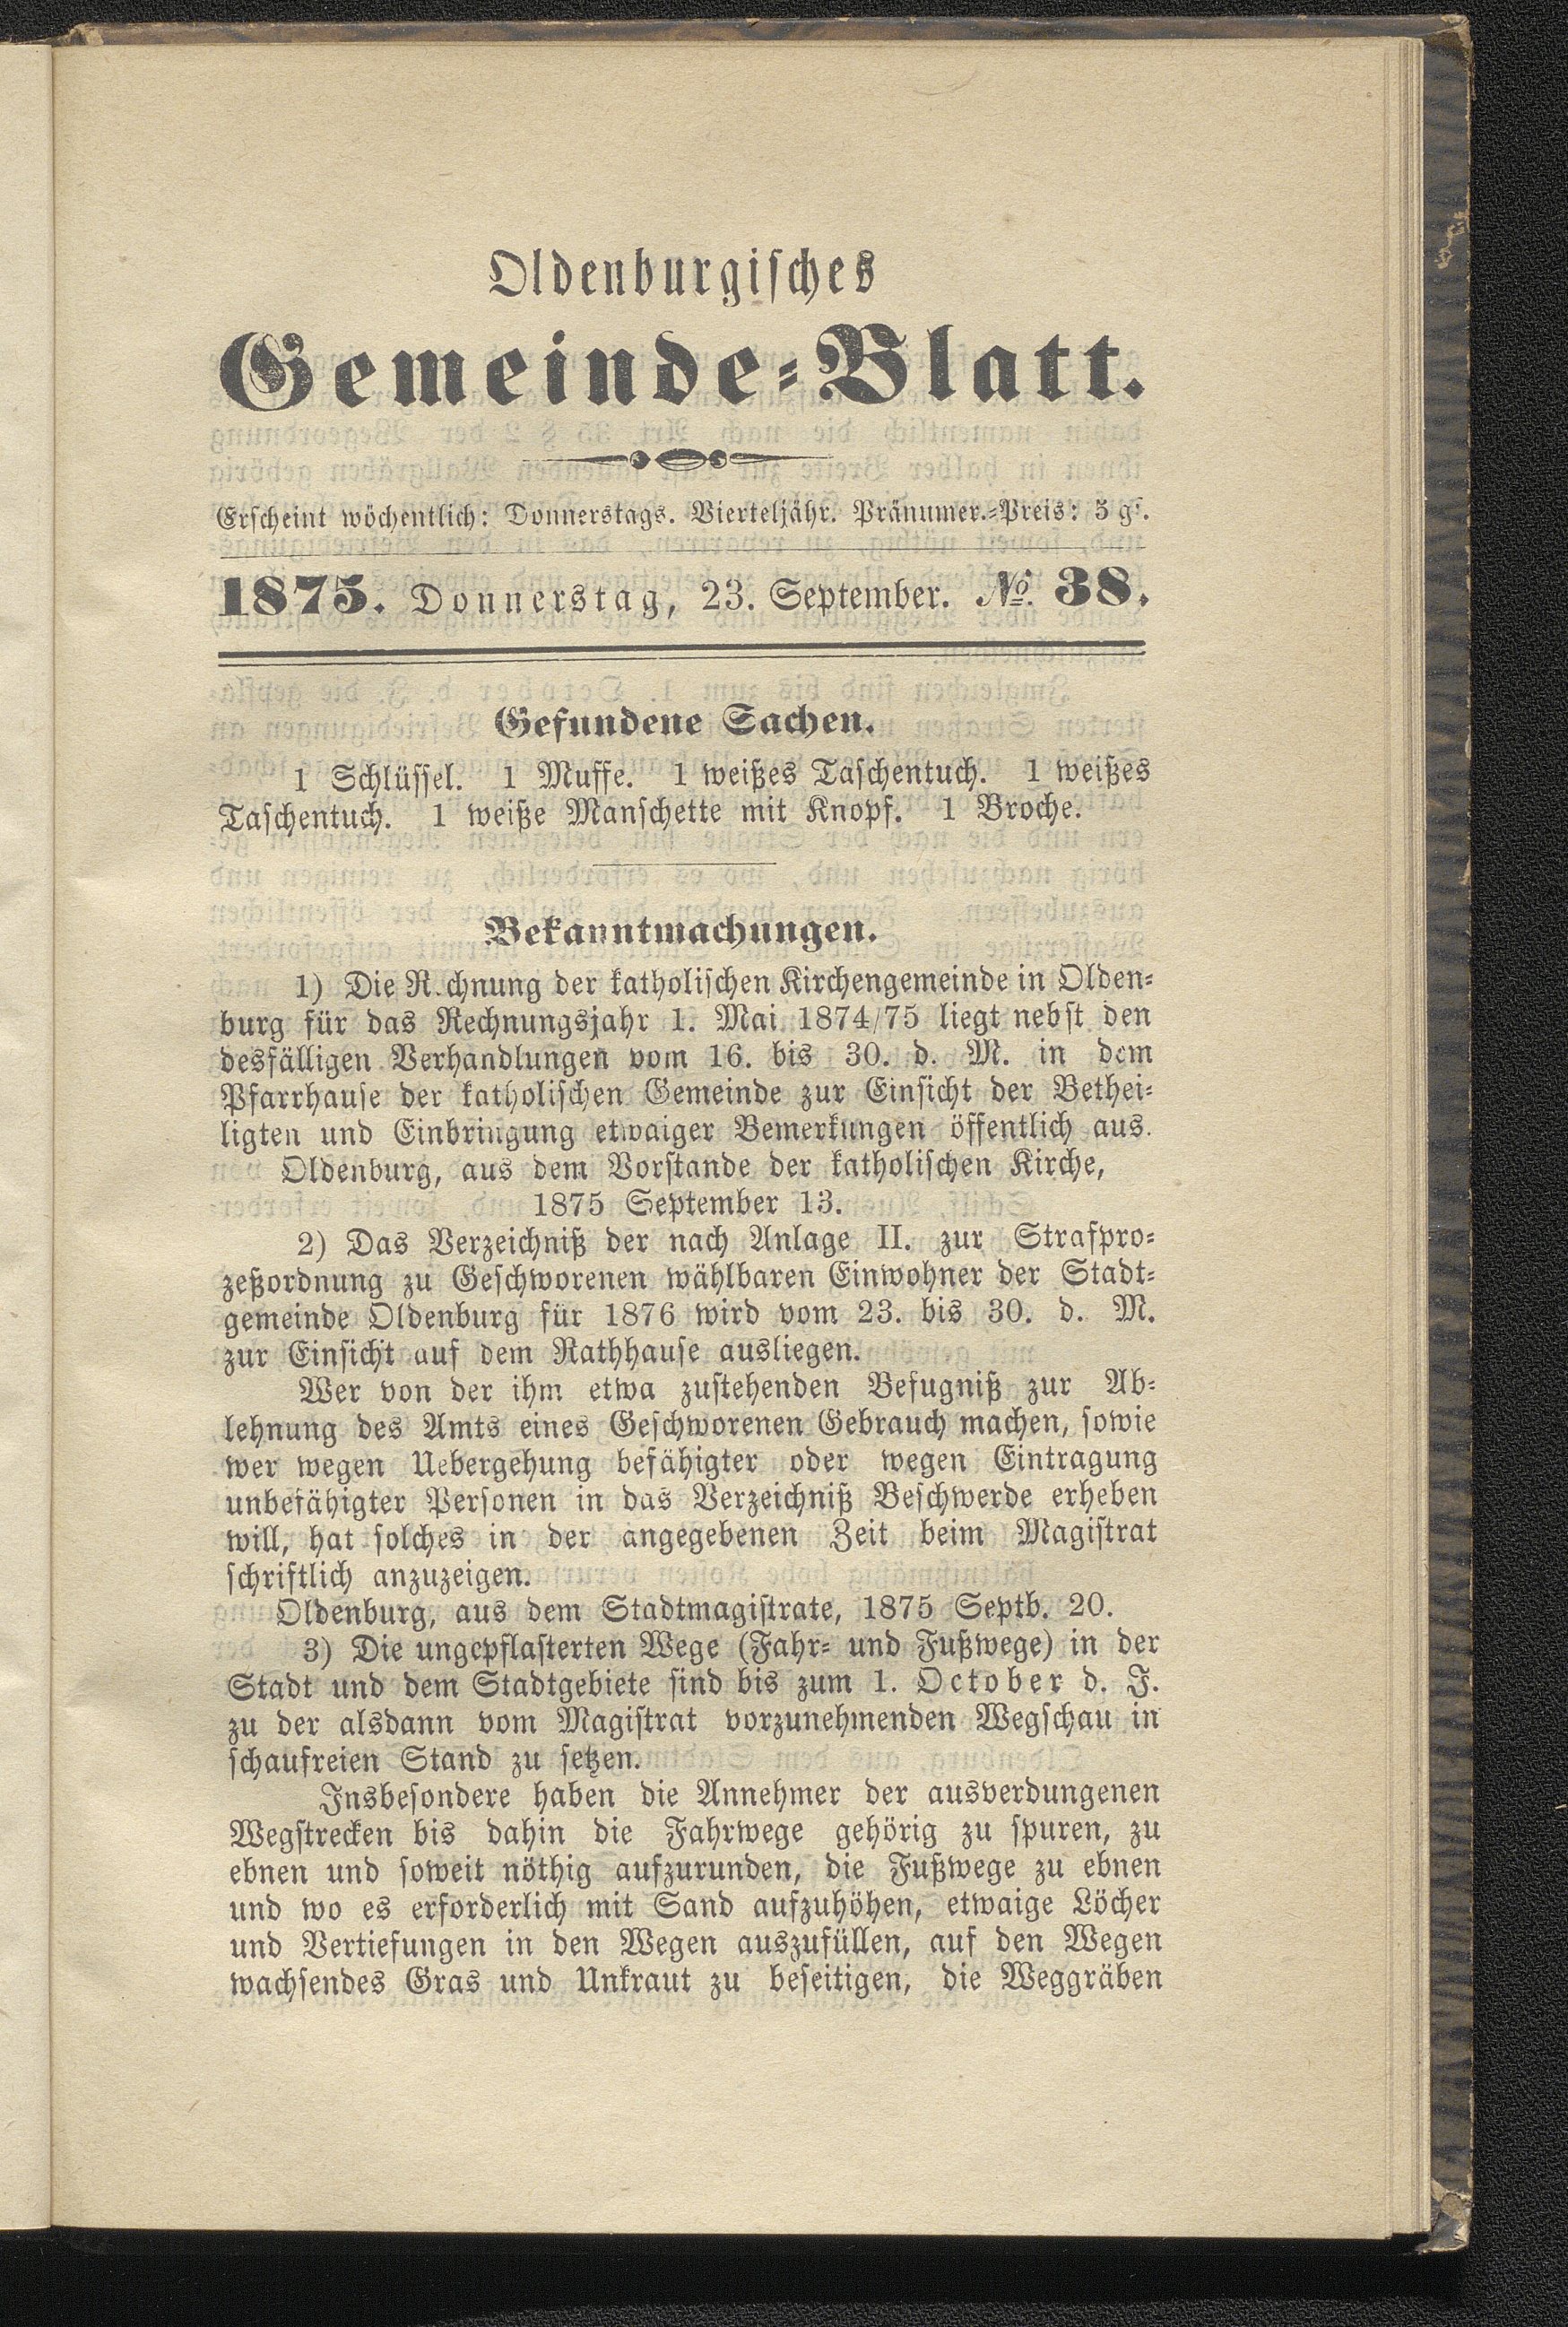 Oldenburgisches
Gemeinde-Blatt.
Erscheint wöchentlich: Donnerstags. Vierteljähr. Pränumer.-Preis: 5 gs.
1875. Donnerstag, 23. September. No. 38.
Gefundene Sachen.
1 Schlüssel. 1 Muffe. 1 weißes Taschentuch. 1 weißes
Taschentuch. 1 weiße Manschette mit Knopf. 1 Broche.
Bekanntmachungen.
1) Die R.chnung der katholischen Kirchengemeinde in Olden-
burg für das Rechnungsjahr 1. Mai 1874/75 liegt nebst den
desfälligen Verhandlungen vom 16. bis 30. d. M. in dem
Pfarrhause der katholischen Gemeinde zur Einsicht der Bethei-
ligten und Einbringung etwaiger Bemerkungen öffentlich aus.
Oldenburg, aus dem Vorstande der katholischen Kirche,
1875 September 13.
2) Das Verzeichniß der nach Anlage II. zur Strafpro-
zeßordnung zu Geschworenen wählbaren Einwohner der Stadt-
gemeinde Oldenburg für 1876 wird vom 23. bis 30. d. M.
zur Einsicht auf dem Rathhause ausliegen.
Wer von der ihm etwa zustehenden Befugniß zur Ab-
lehnung des Amts eines Geschworenen Gebrauch machen, sowie
wer wegen Uebergehung befähigter oder wegen Eintragung
unbefähigter Personen in das Verzeichniß Beschwerde erheben
will, hat solches in der angegebenen Zeit beim Magistrat
schriftlich anzuzeigen.
Oldenburg, aus dem Stadtmagistrate, 1875 Septb. 20.
3) Die ungepflasterten Wege (Fahr- und Fußwege) in der
Stadt und dem Stadtgebiete sind bis zum 1. October d. J.
zu der alsdann vom Magistrat vorzunehmenden Wegschau in
schaufreien Stand zu setzen.
Insbesondere haben die Annehmer der ausverdungenen
Wegstrecken bis dahin die Fahrwege gehörig zu spuren, zu
ebnen und soweit nöthig aufzurunden, die Fußwege zu ebnen
und wo es erforderlich mit Sand aufzuhöhen, etwaige Löcher
und Vertiefungen in den Wegen auszufüllen, auf den Wegen
wachsendes Gras und Unkraut zu beseitigen, die Weggräben